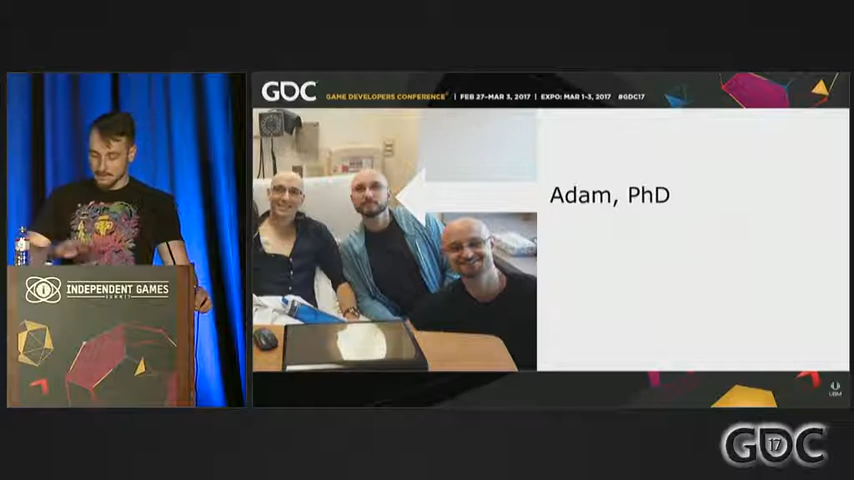 GDC
GAME DEVELOPERS CONFERENCE | FEB 27–MAR 3, 2017 | EXPO: MAR 1–3, 2017 #GDC17
Adam, PhD
INDEPENDENT GAMES
SUMMIT
UBM
GDC
17